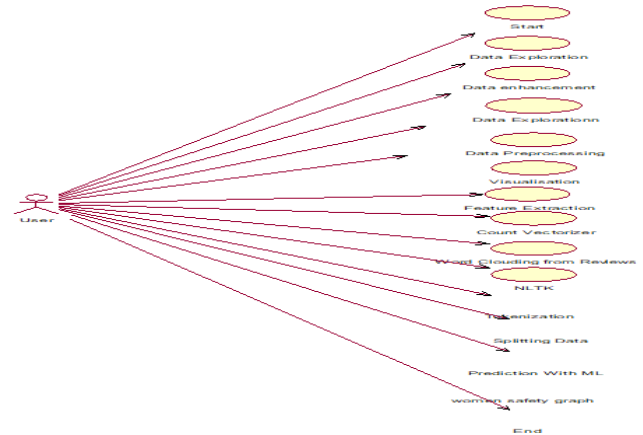 Start
Data Exploration
Data enhancement
Data Explorationn
Data Preprocessing
Visualisation
User
Feature Extraction
Count Vectorizer
Word Clouding from Reviews
NLTK
Tokenization
Splitting Data
Prediction With ML
women safety graph
End